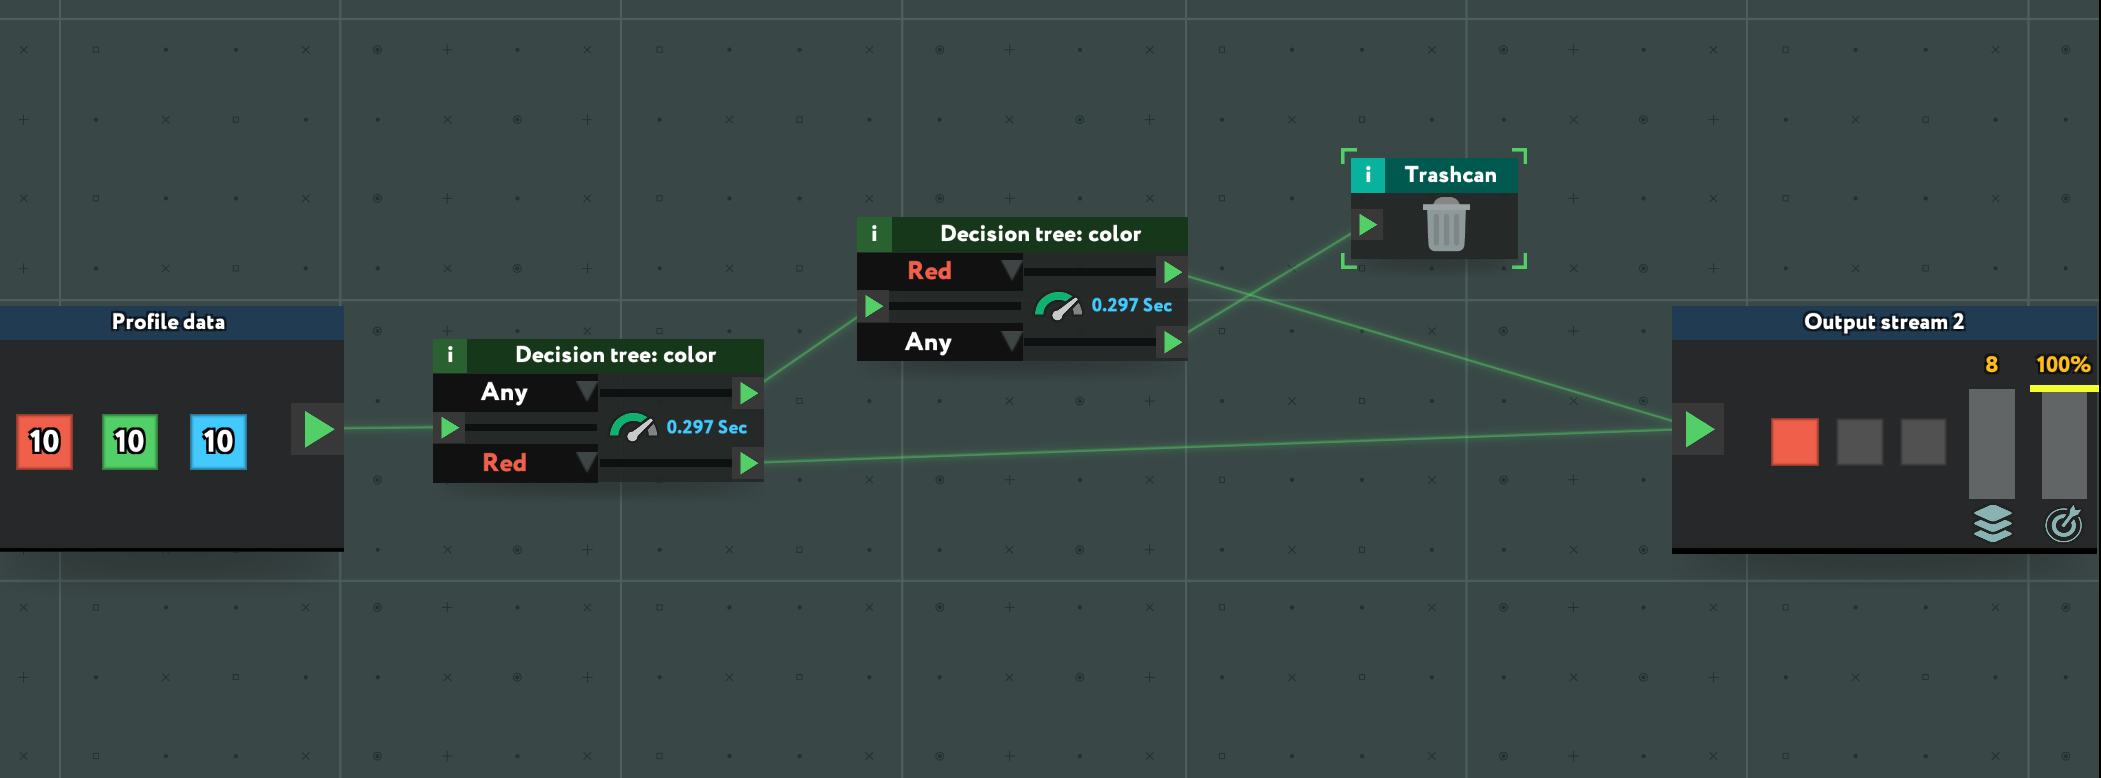 i Trashcan
i Decision tree: color
Red
0.297 Sec
Any
Profile data
10 10 10
i Decision tree: color
Any
0.297 Sec
Red
Output stream 2
8 100%